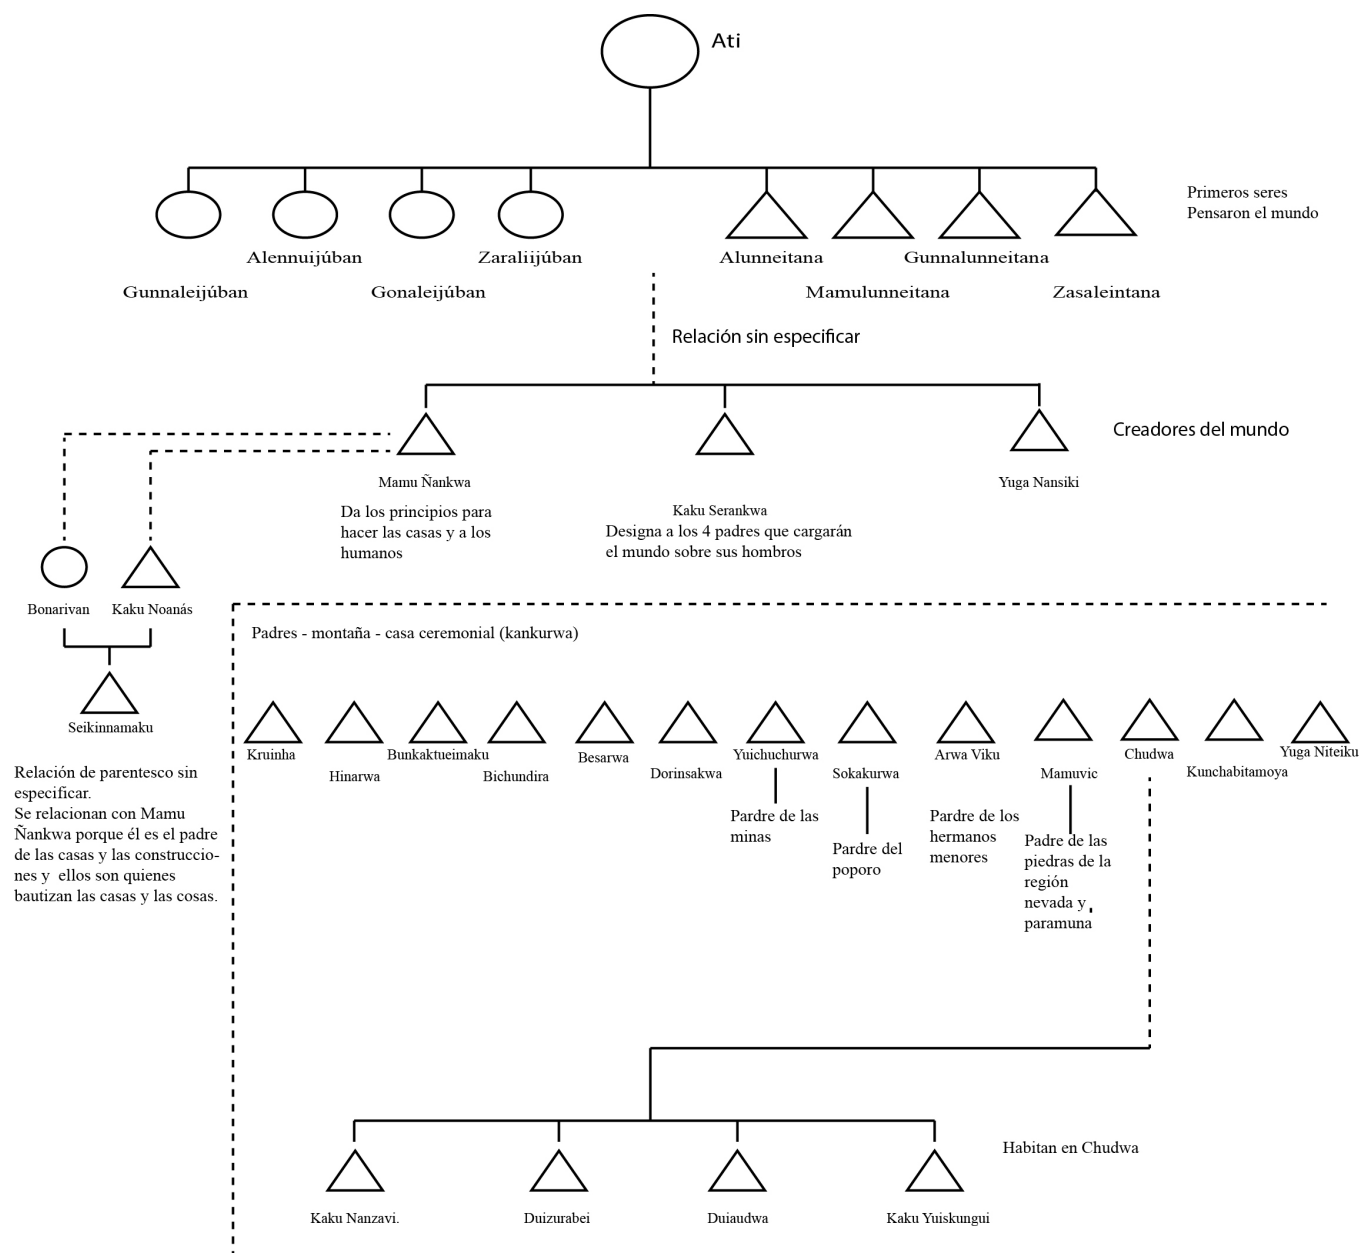 Ati
Primeros seres
Pensaron el mundo
Alennuijúban
Zaraliijúban
Alunneitana
Gunnalunneitana
Gunnaleijúban
Gonaleijúban
Mamulunneitana
Zasaleintana
Relación sin especificar
Creadores del mundo
Mamu Ñankwa
Yuga Nansiki
Da los principios para
hacer las casas y a los
humanos
Kaku Serankwa
Designa a los 4 padres que cargarán
el mundo sobre sus hombros
Bonarivan
Kaku Noanás
Seikinnamaku
Relación de parentesco sin
especificar.
Se relacionan con Mamu
Ñankwa porque él es el padre
de las casas y las construccio-
nes y  ellos son quienes
bautizan las casas y las cosas.
Padres - montaña - casa ceremonial (kankurwa)
Kruinha
Hinarwa
Bunkaktueimaku
Bichundira
Besarwa
Dorinsakwa
Yuichuchurwa
Sokakurwa
Arwa Viku
Mamuvic
Chudwa
Kunchabitamoya
Yuga Niteiku
Pardre de las
minas
Pardre del
poporo
Pardre de los
hermanos
menores
Padre de las
piedras de la
región
nevada y
paramuna
Habitan en Chudwa
Kaku Nanzavi.
Duizurabei
Duiaudwa
Kaku Yuiskungui